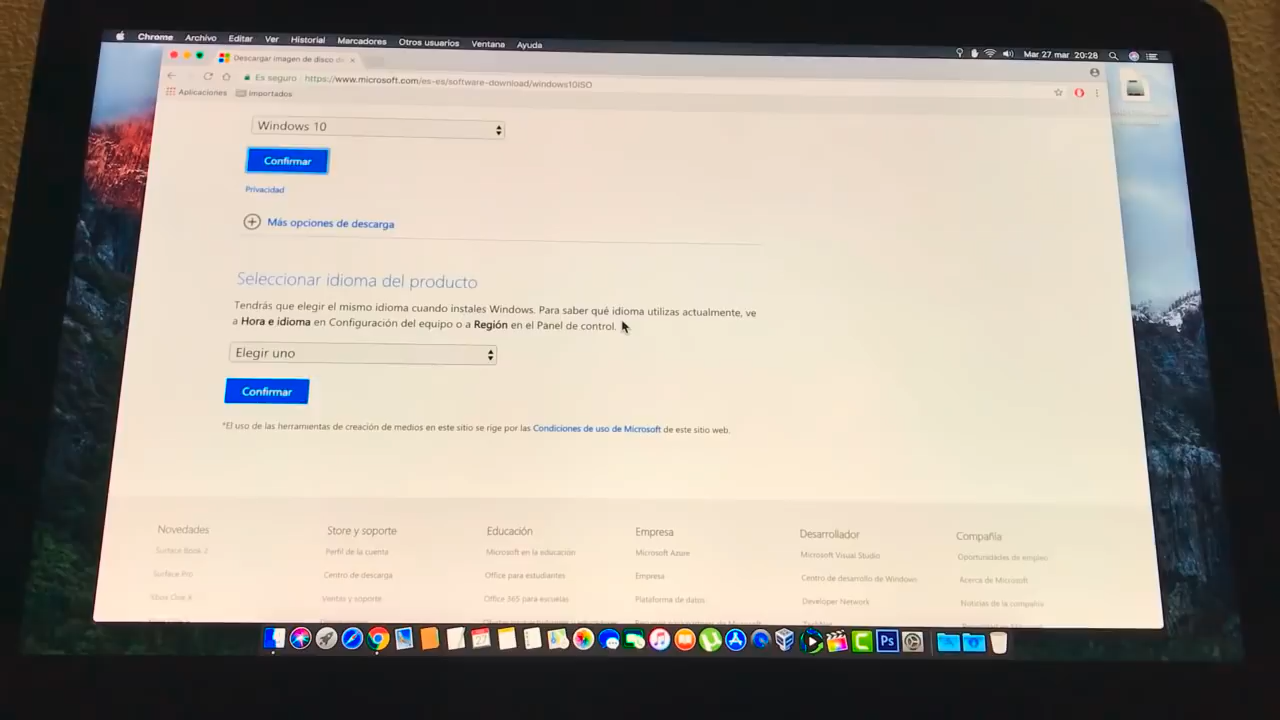 Chrome Archivo Editar Ver Historial Marcadores Otros usuarios Ventana Ayuda
Mar 27 mar 20:28
Descargar imagen de disco d
Es seguro https://www.microsoft.com/es-es/software-download/windows10ISO
Aplicaciones Importados
Windows 10
Confirmar
Privacidad
Más opciones de descarga
Seleccionar idioma del producto
Tendrás que elegir el mismo idioma cuando instales Windows. Para saber qué idioma utilizas actualmente, ve
a Hora e idioma en Configuración del equipo o a Región en el Panel de control.
Elegir uno
Confirmar
*El uso de las herramientas de creación de medios en este sitio se rige por las Condiciones de uso de Microsoft de este sitio web.
Novedades Store y soporte Educación Empresa Desarrollador Compañía
Surface Book 2 Perfil de la cuenta Microsoft en la educación Microsoft Azure Microsoft Visual Studio Oportunidades de empleo
Surface Pro Centro de descarga Office para estudiantes Empresa Centro de desarrollo de Windows Acerca de Microsoft
Xbox One X Ventas y soporte Office 365 para escuelas Plataforma de datos Developer Network Noticias de la compañía
Ps